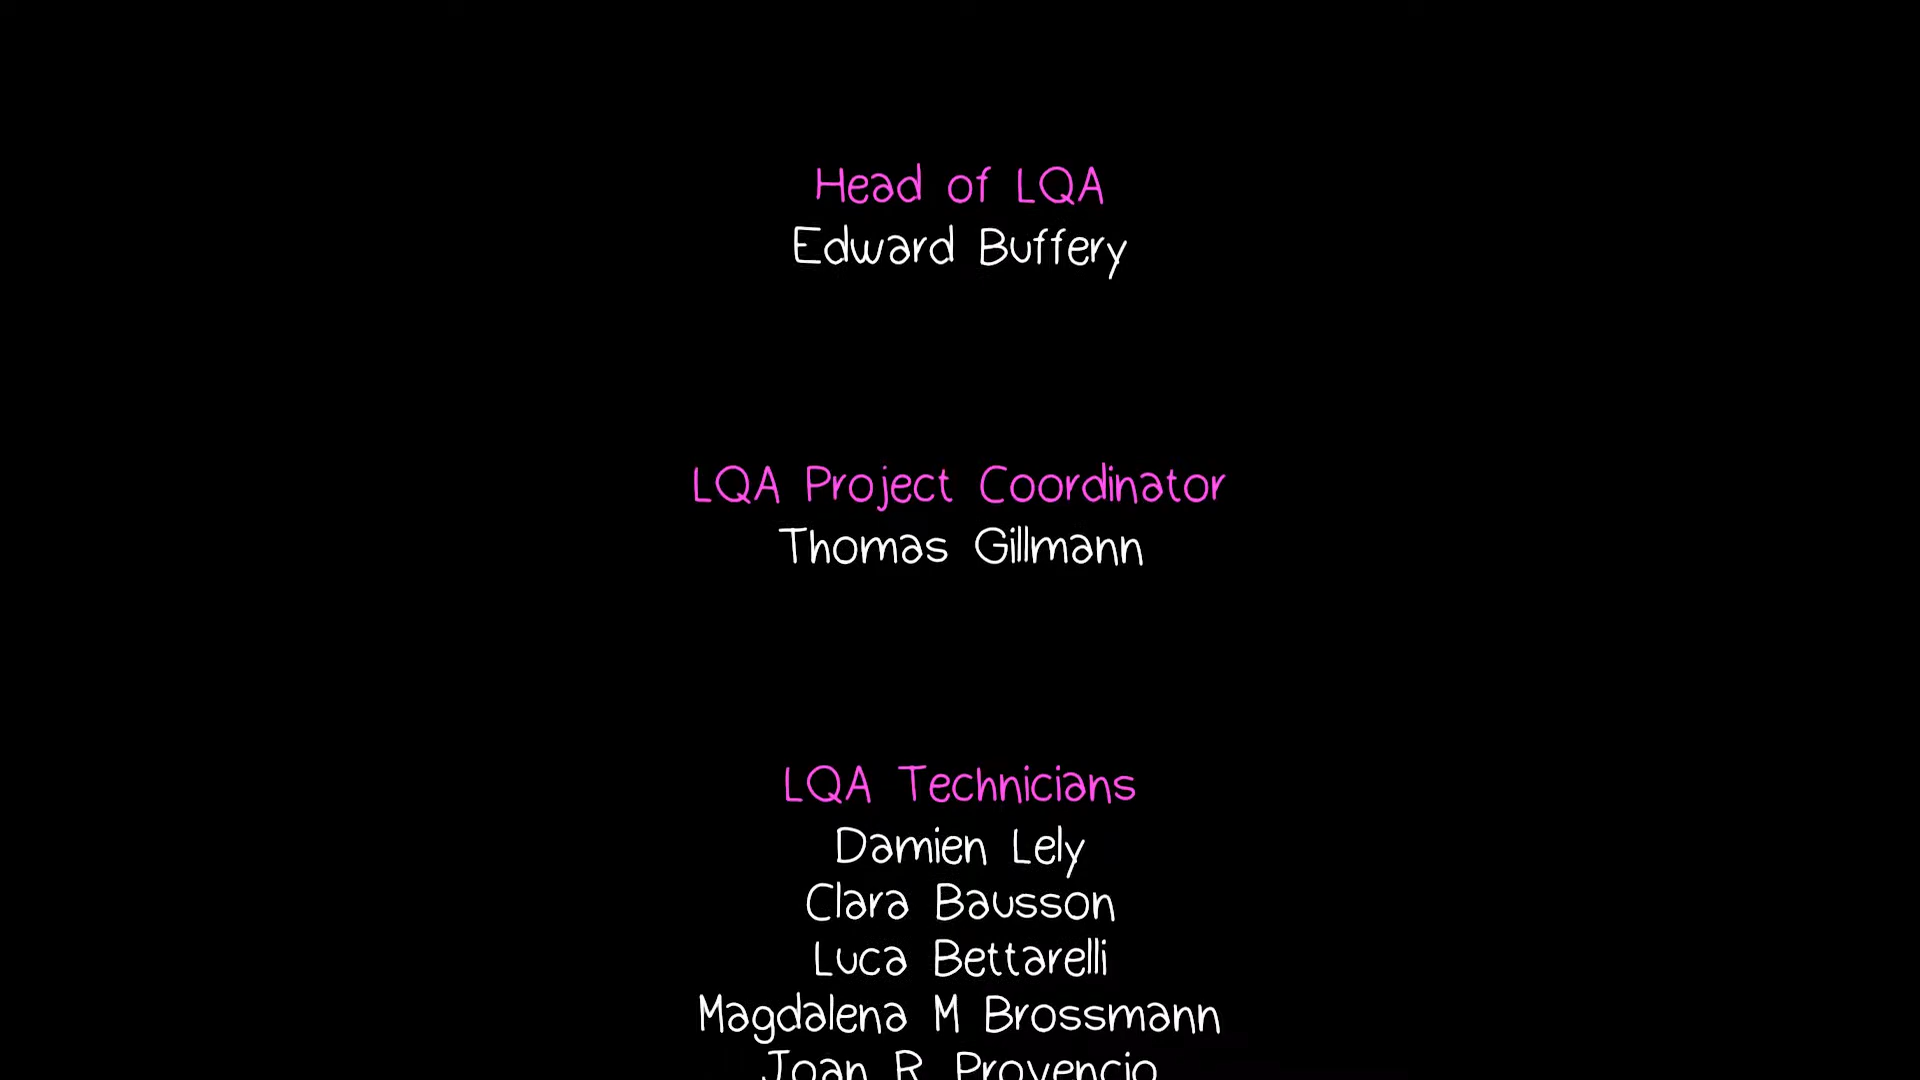 Head of LQA
Edward Buffery
LQA Project Coordinator
Thomas Gillmann
LQA Technicians
Damien Lely
Clara Bausson
Luca Bettarelli
Magdalena M Brossmann
Joan R Provencio